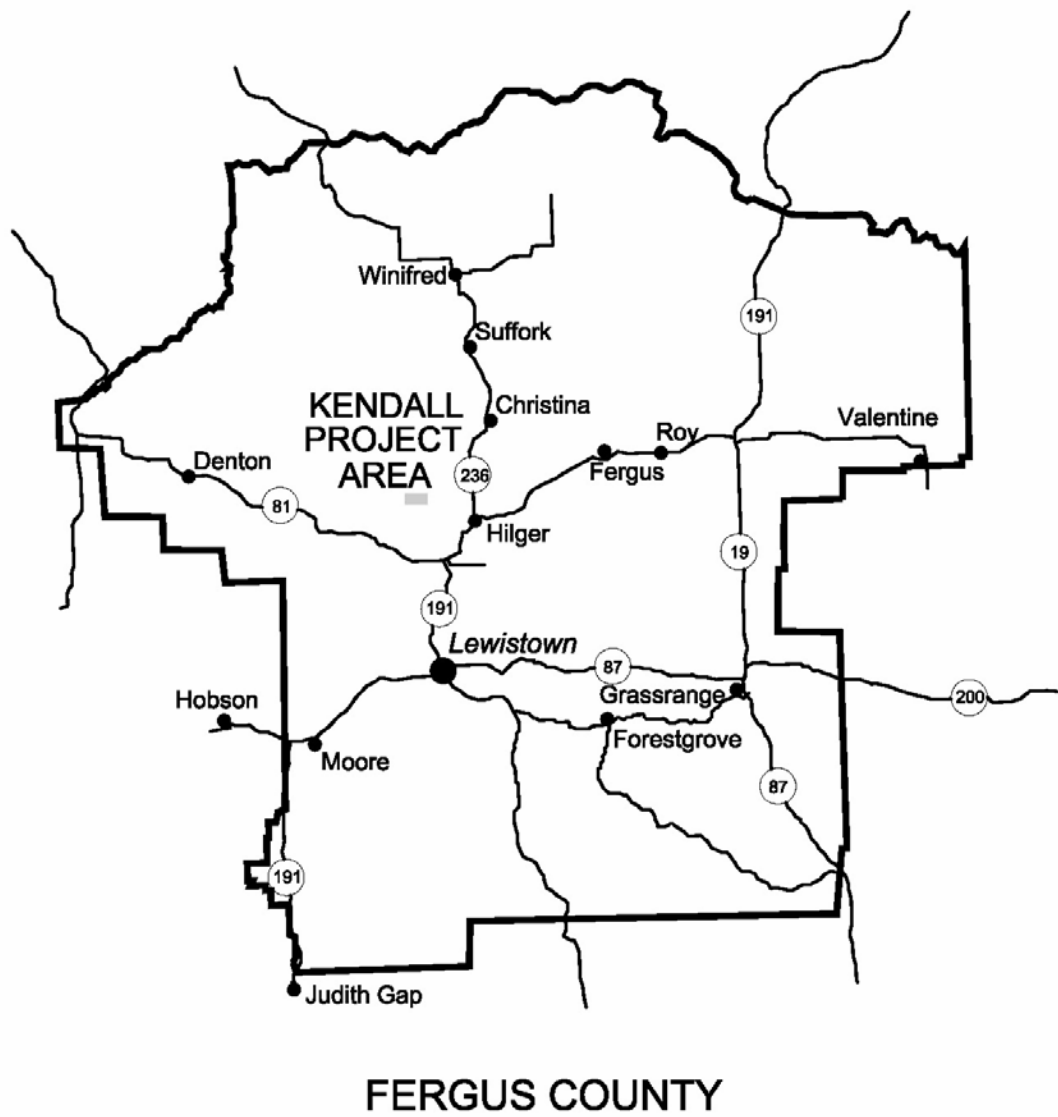 Winifred
Suffork
191
Christina
KENDALL
PROJECT
AREA
Valentine
Roy
Fergus
Denton
236
81
Hilger
19
191
Lewistown
87
Grassrange
200
Hobson
Forestgrove
Moore
87
191
Judith Gap
FERGUS COUNTY